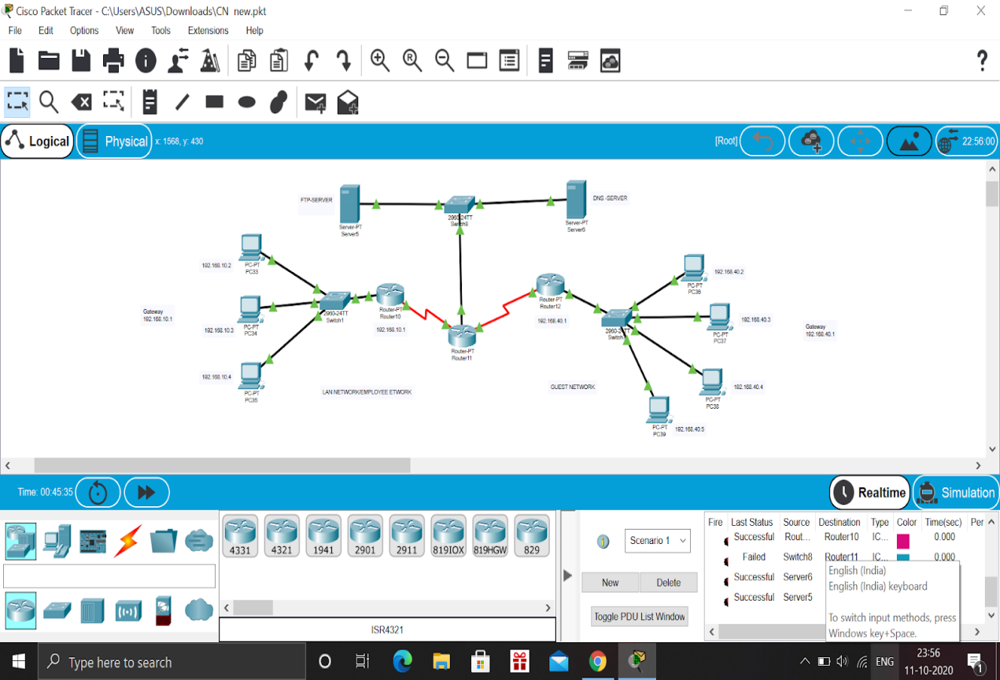 Cisco Packet Tracer - C:\Users\ASUS\Downloads\CN new.pkt
File Edit Options View Tools Extensions Help
Logical Physical x: 1568, y: 430 [Root] 22:56:00
FTP-SERVER
Server-PT
Server5
2960-24TT
Switch8
DNS -SERVER
Server-PT
Server6
192.168.10.2
PC-PT
PC33
Gateway
192.168.10.1
192.168.10.3
PC-PT
PC34
192.168.10.4
PC-PT
PC35
2960-24TT
Switch1
Router-PT
Router10
192.168.10.1
Router-PT
Router11
Router-PT
Router12
192.168.40.1
2960-24TT
Switch
PC-PT
PC36
192.168.40.2
PC-PT
PC37
192.168.40.3
Gateway
192.168.40.1
PC-PT
PC38
192.168.40.4
PC-PT
PC39
192.168.40.5
LAN NETWORK/EMPLOYEE ETWORK
GUEST NETWORK
Time: 00:45:35
Realtime Simulation
4331 4321 1941 2901 2911 819IOX 819HGW 829
ISR4321
Scenario 1
New Delete
Toggle PDU List Window
Fire Last Status Source Destination Type Color Time(sec) Per
Successful Rout... Router10 IC... 0.000
Failed Switch8 Router11 IC... 0.000
Successful Server6
Successful Server5
English (India)
English (India) keyboard
To switch input methods, press
Windows key+Space.
Type here to search
ENG
23:56
11-10-2020
1